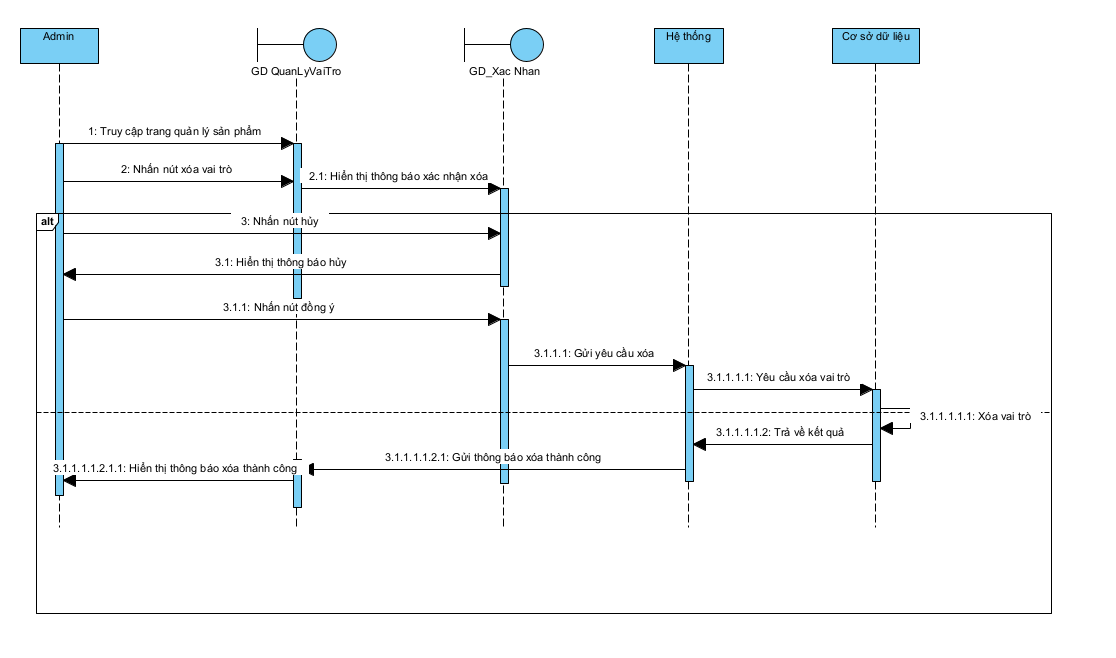 Admin
GD QuanLyVaiTro
GD_Xac Nhan
Hệ thống
Cơ sở dữ liệu
1: Truy cập trang quản lý sản phẩm
2: Nhấn nút xóa vai trò
2.1: Hiển thị thông báo xác nhận xóa
alt
3: Nhấn nút hủy
3.1: Hiển thị thông báo hủy
3.1.1: Nhấn nút đồng ý
3.1.1.1: Gửi yêu cầu xóa
3.1.1.1.1: Yêu cầu xóa vai trò
3.1.1.1.1.1: Xóa vai trò
3.1.1.1.1.2: Trả về kết quả
3.1.1.1.1.2.1: Gửi thông báo xóa thành công
3.1.1.1.1.2.1.1: Hiển thị thông báo xóa thành công